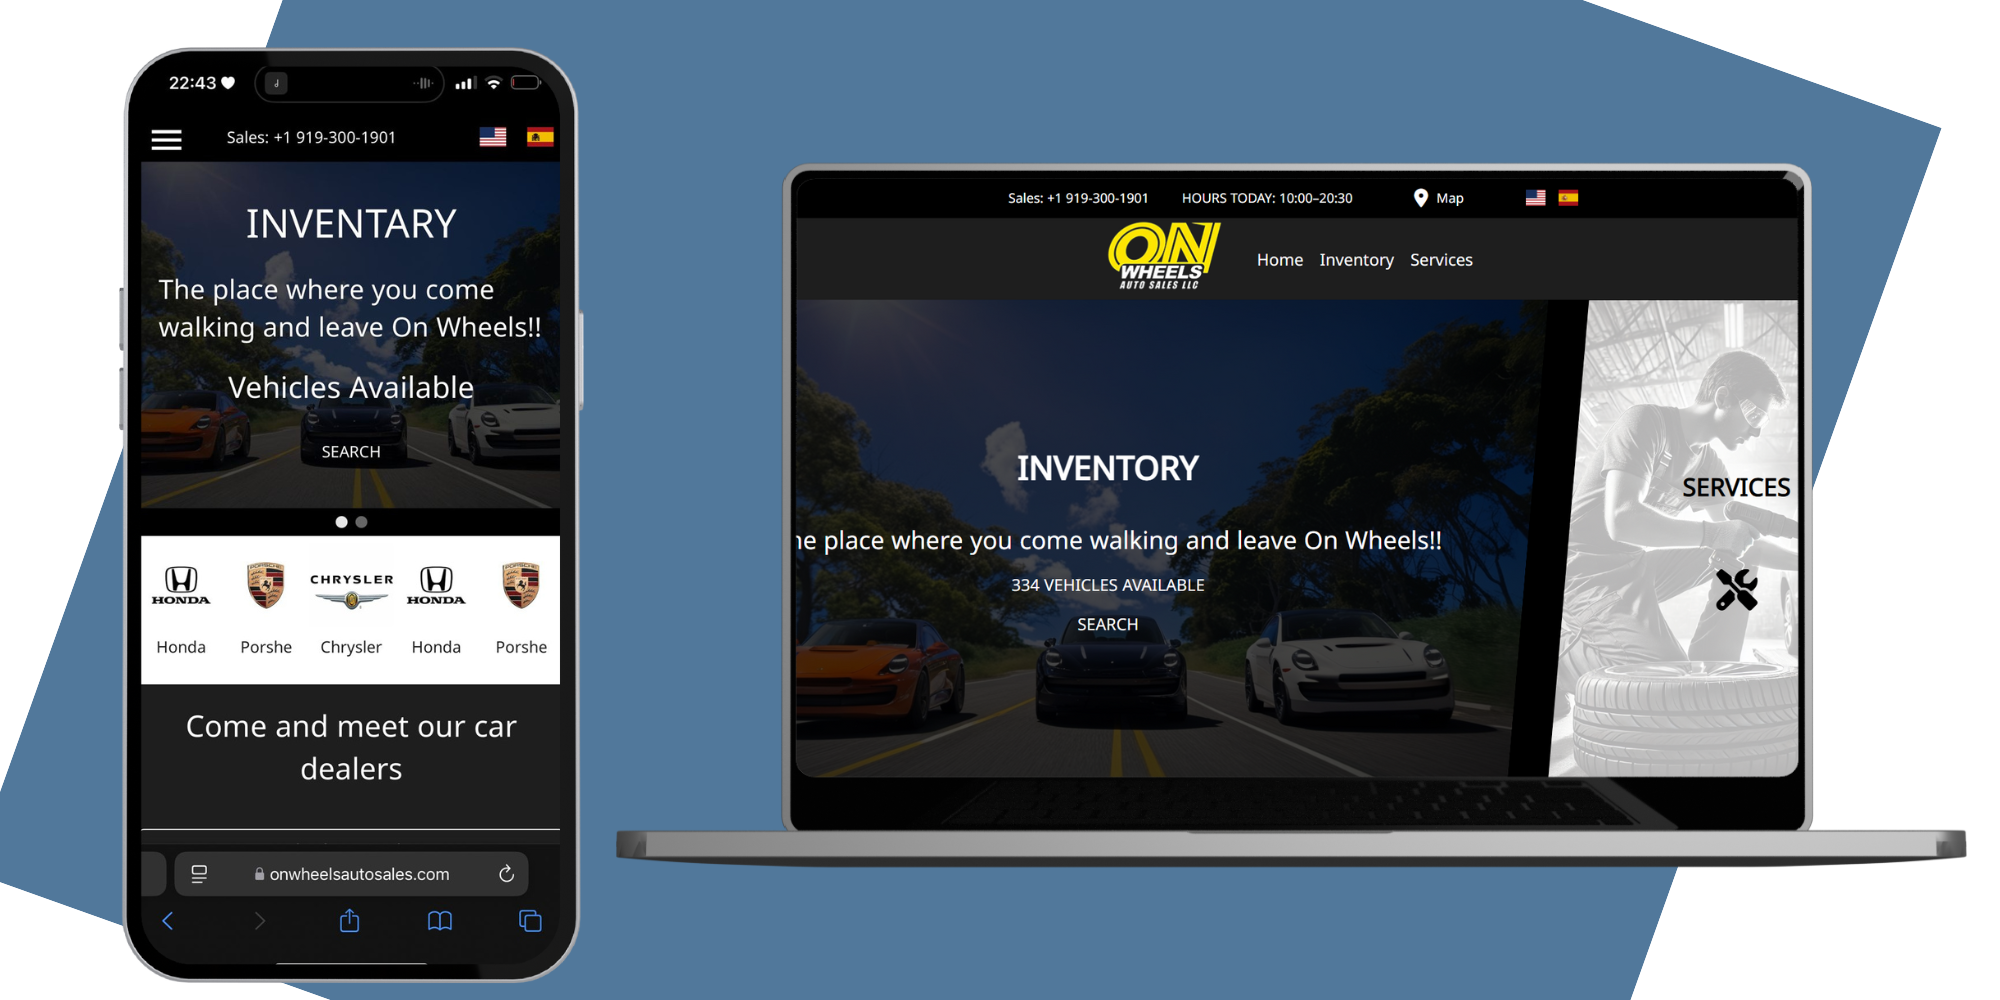 22:43
Sales: +1 919-300-1901
INVENTARY
The place where you come
walking and leave On Wheels!!
Vehicles Available
SEARCH
HONDA
PORSCHE
CHRYSLER
HONDA
PORSCHE
Honda
Porshe
Chrysler
Honda
Porshe
Come and meet our car
dealers
onwheelsautosales.com
Sales: +1 919-300-1901
HOURS TODAY: 10:00–20:30
Map
ON
WHEELS
AUTO SALES LLC
Home
Inventory
Services
INVENTORY
he place where you come walking and leave On Wheels!!
334 VEHICLES AVAILABLE
SEARCH
SERVICES